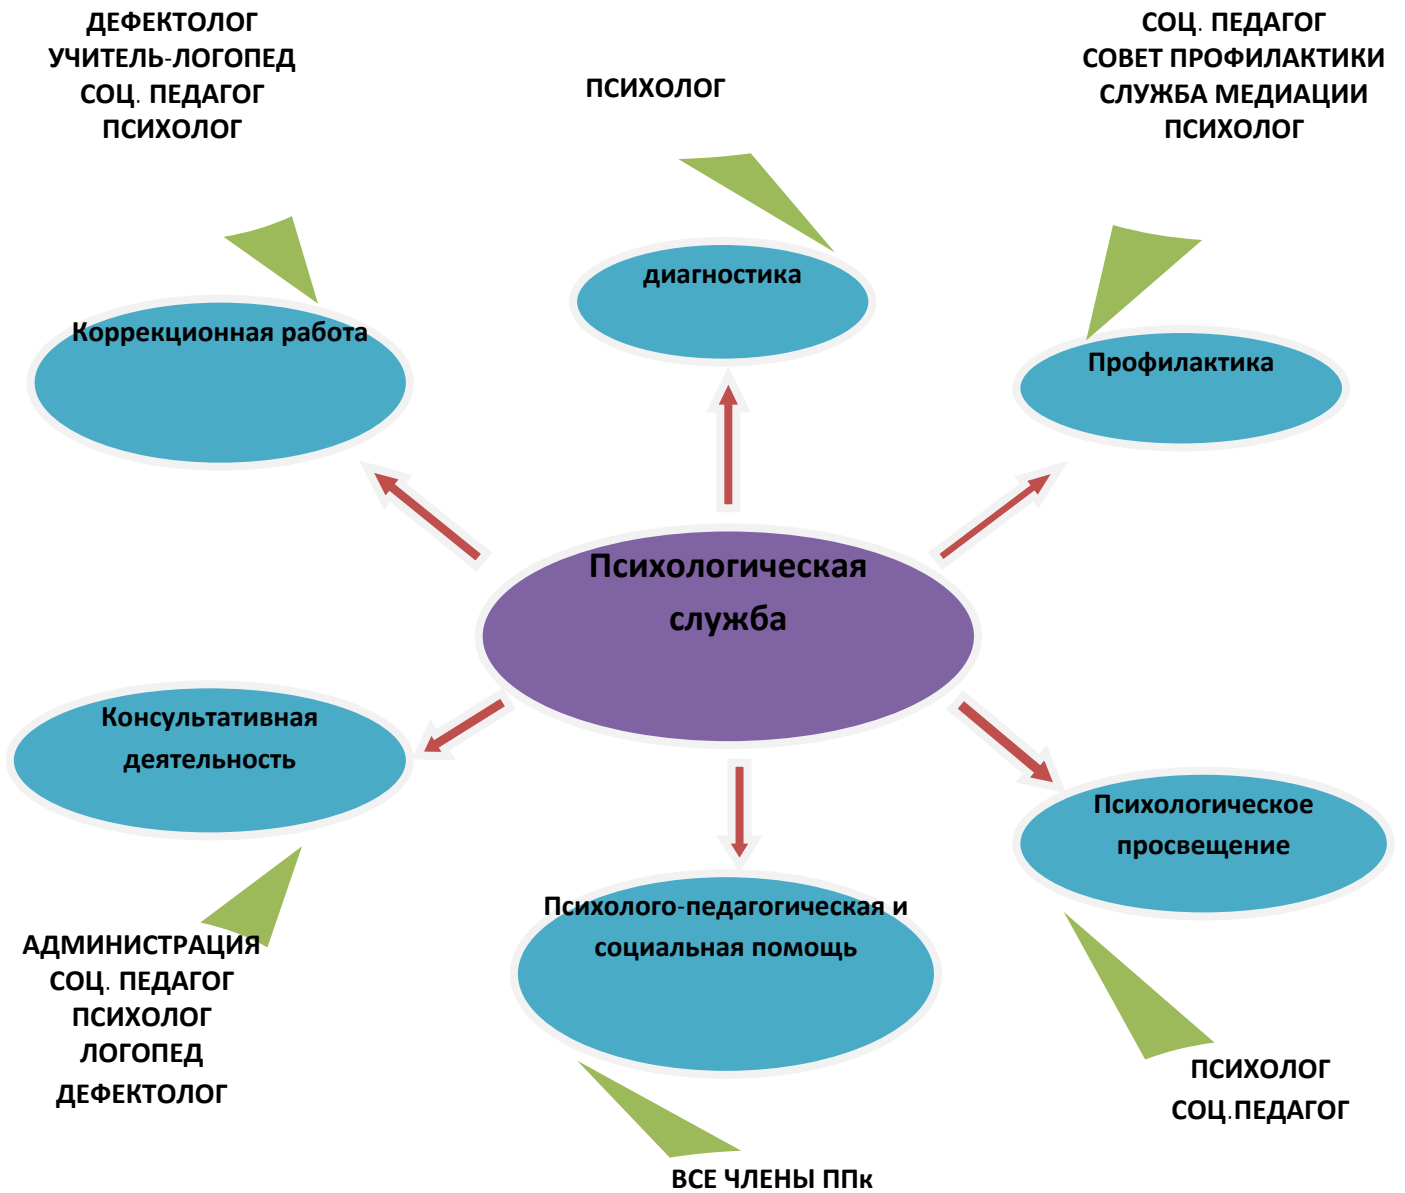 ДЕФЕКТОЛОГ
УЧИТЕЛЬ-ЛОГОПЕД
СОЦ. ПЕДАГОГ
ПСИХОЛОГ
ПСИХОЛОГ
СОЦ. ПЕДАГОГ
СОВЕТ ПРОФИЛАКТИКИ
СЛУЖБА МЕДИАЦИИ
ПСИХОЛОГ
диагностика
Коррекционная работа
Профилактика
Психологическая
служба
Консультативная
деятельность
Психологическое
просвещение
Психолого-педагогическая и
социальная помощь
АДМИНИСТРАЦИЯ
СОЦ. ПЕДАГОГ
ПСИХОЛОГ
ЛОГОПЕД
ДЕФЕКТОЛОГ
ПСИХОЛОГ
СОЦ.ПЕДАГОГ
ВСЕ ЧЛЕНЫ ППк